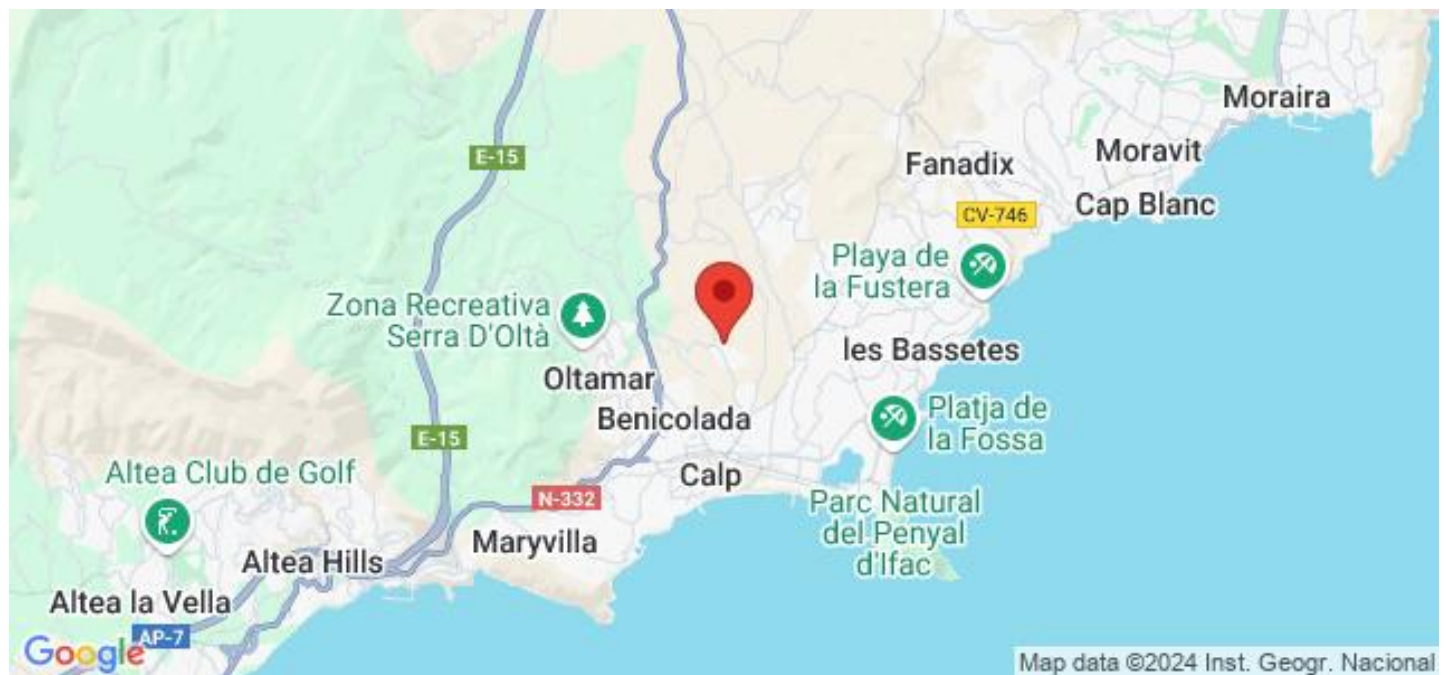 Moraira
Moravit
E-15
Fanadix
Cap Blanc
CV-746
Playa de
la Fustera
Zona Recreativa
Serra D'Oltà
les Bassetes
Oltamar
Benicolada
Platja de
la Fossa
E-15
Altea Club de Golf
Calp
N-332
Parc Natural
del Penyal
d'Ifac
Maryvilla
Altea Hills
Altea la Vella
AP-7
Google
Map data ©2024 Inst. Geogr. Nacional